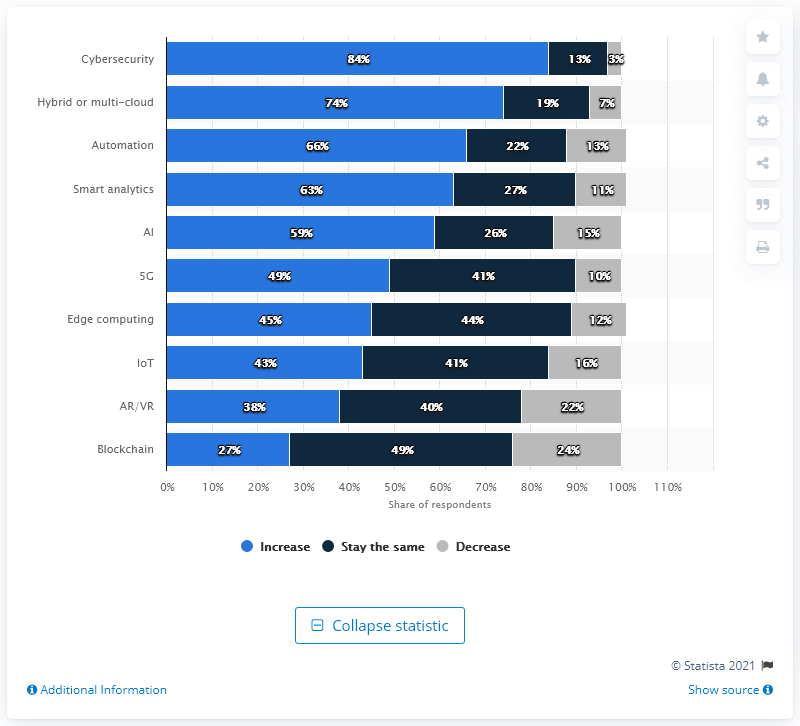 Cybersecurity 84% 13% 3%
Hybrid or multi-cloud 74% 19% 7%
Automation 66% 22% 13%
Smart analytics 63% 27% 11%
AI 59% 26% 15%
5G 49% 41% 10%
Edge computing 45% 44% 12%
IoT 43% 41% 16%
AR/VR 38% 40% 22%
Blockchain 27% 49% 24%
0% 10% 20% 30% 40% 50% 60% 70% 80% 90% 100% 110%
Share of respondents
Increase Stay the same Decrease
Collapse statistic
© Statista 2021
Additional Information Show source